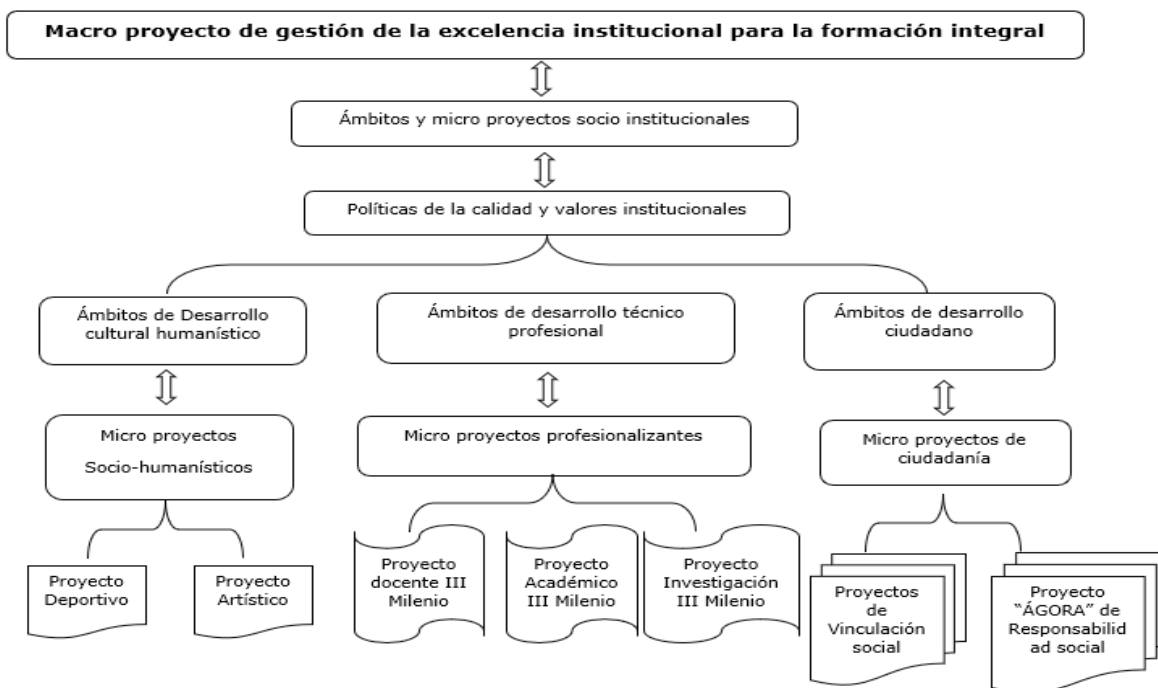 Macro proyecto de gestión de la excelencia institucional para la formación integral
Ámbitos y micro proyectos socio institucionales
Políticas de la calidad y valores institucionales
Ámbitos de Desarrollo
cultural humanístico
Ámbitos de desarrollo técnico
profesional
Ámbitos de desarrollo
ciudadano
Micro proyectos
Socio-humanísticos
Micro proyectos profesionalizantes
Micro proyectos de
ciudadanía
Proyecto
Deportivo
Proyecto
Artístico
Proyecto
docente III
Milenio
Proyecto
Académico
III Milenio
Proyecto
Investigación
III Milenio
Proyectos
de
Vinculación
social
Proyecto
“ÁGORA” de
Responsabilid
ad social